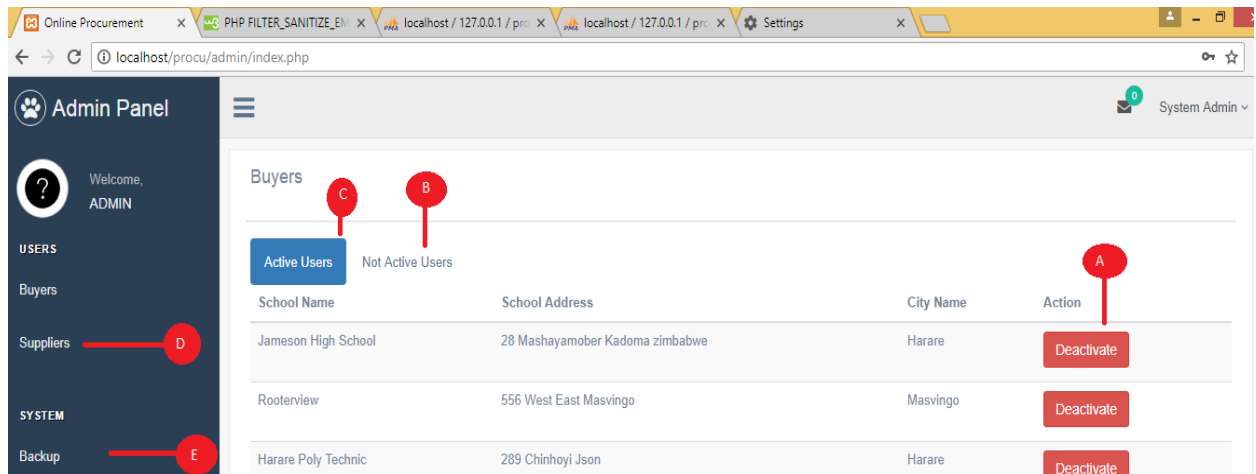 Online Procurement
PHP FILTER_SANITIZE_EM
localhost / 127.0.0.1 / pro
localhost / 127.0.0.1 / pro
Settings
localhost/procu/admin/index.php
Admin Panel
0
System Admin
Welcome,
ADMIN
USERS
Buyers
Suppliers
D
SYSTEM
Backup
E
Buyers
C
B
Active Users
Not Active Users
A
School Name
School Address
City Name
Action
Jameson High School
28 Mashayamober Kadoma zimbabwe
Harare
Deactivate
Rooterview
556 West East Masvingo
Masvingo
Deactivate
Harare Poly Technic
289 Chinhoyi Json
Harare
Deactivate